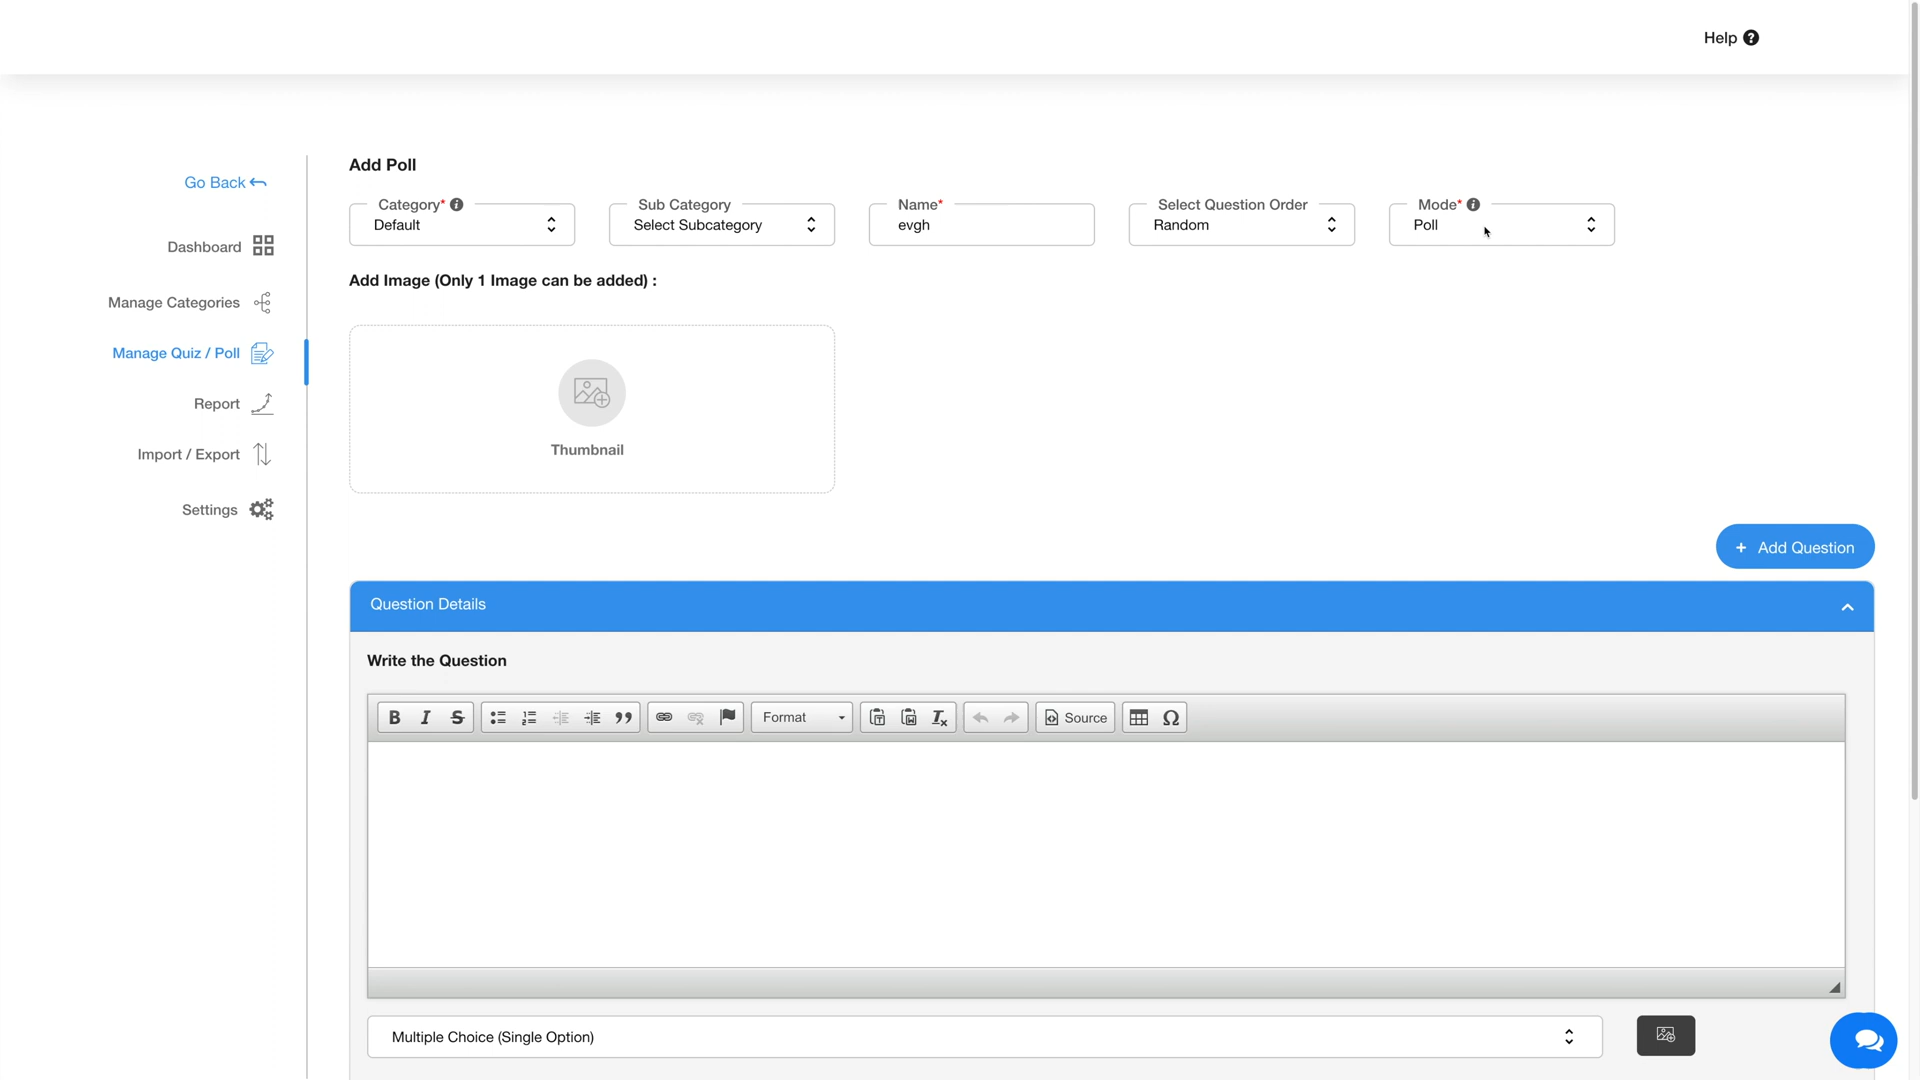 Help
Go Back
Dashboard
Manage Categories
Manage Quiz / Poll
Report
Import / Export
Settings
Add Poll
Category*
Default
Sub Category
Select Subcategory
Name*
evgh
Select Question Order
Random
Mode*
Poll
Add Image (Only 1 Image can be added) :
Thumbnail
+ Add Question
Question Details
Write the Question
Format
Source
Multiple Choice (Single Option)